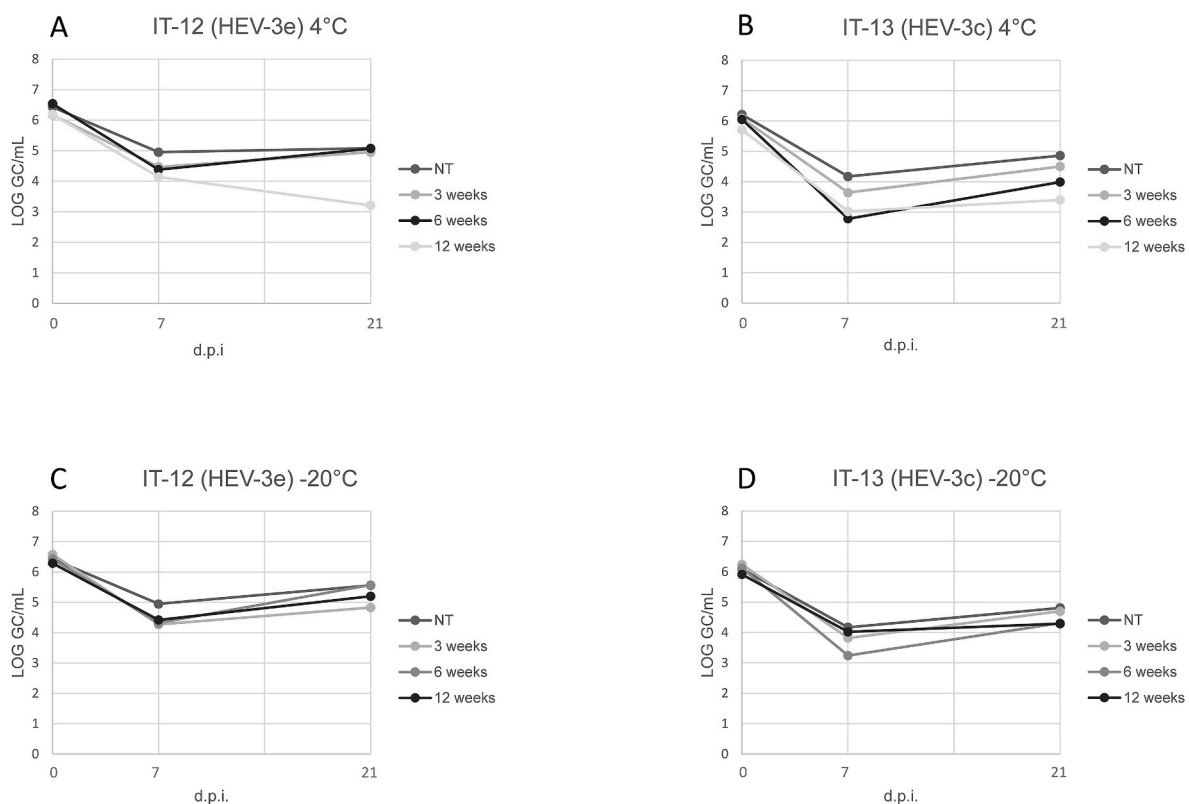 A
IT-12 (HEV-3e) 4°C
LOG GC/mL
8
7
6
5
4
3
2
1
0
0 7 21
d.p.i
NT
3 weeks
6 weeks
12 weeks
B
IT-13 (HEV-3c) 4°C
LOG GC/mL
8
7
6
5
4
3
2
1
0
0 7 21
d.p.i.
NT
3 weeks
6 weeks
12 weeks
C
IT-12 (HEV-3e) -20°C
LOG GC/mL
8
7
6
5
4
3
2
1
0
0 7 21
d.p.i.
NT
3 weeks
6 weeks
12 weeks
D
IT-13 (HEV-3c) -20°C
LOG GC/mL
8
7
6
5
4
3
2
1
0
0 7 21
d.p.i.
NT
3 weeks
6 weeks
12 weeks